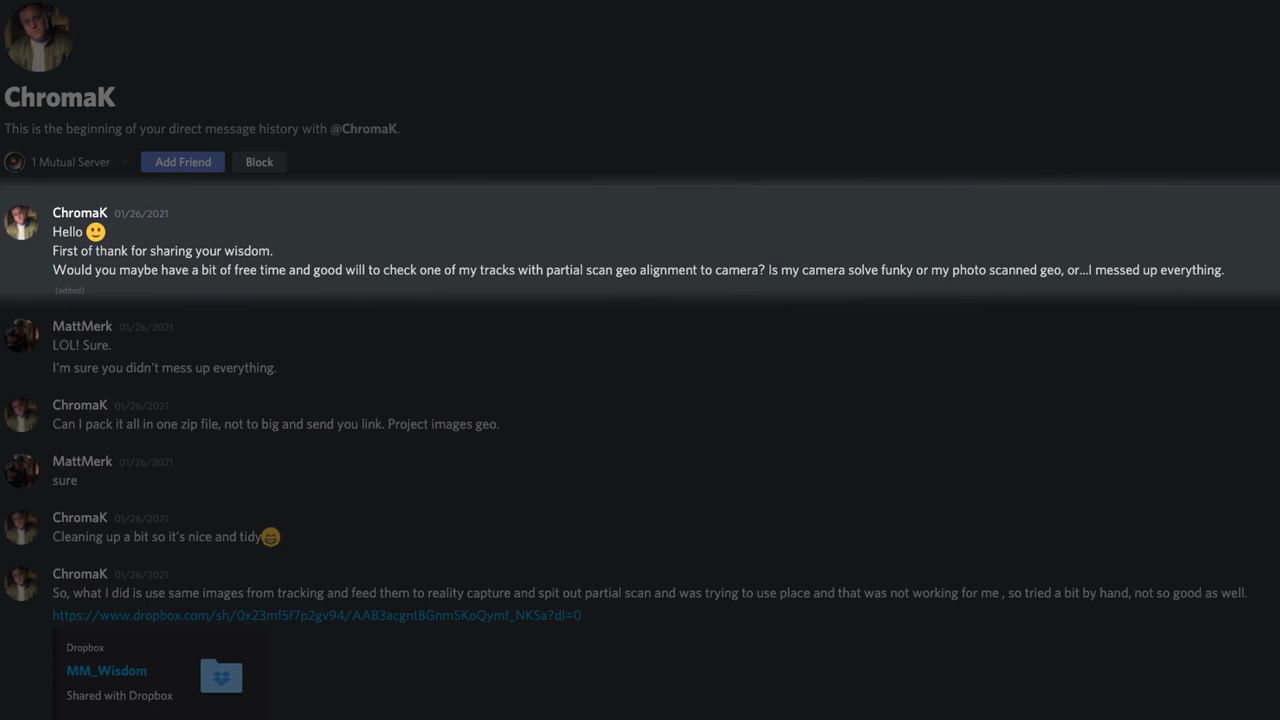 ChromaK
This is the beginning of your direct message history with @ChromaK.
1 Mutual Server
Add Friend
Block
ChromaK 01/26/2021
Hello
First of thank for sharing your wisdom.
Would you maybe have a bit of free time and good will to check one of my tracks with partial scan geo alignment to camera? Is my camera solve funky or my photo scanned geo, or...I messed up everything.
(edited)
MattMerk 01/26/2021
LOL! Sure.
I'm sure you didn't mess up everything.
ChromaK 01/26/2021
Can I pack it all in one zip file, not to big and send you link. Project images geo.
MattMerk 01/26/2021
sure
ChromaK 01/26/2021
Cleaning up a bit so it's nice and tidy
ChromaK 01/26/2021
So, what I did is use same images from tracking and feed them to reality capture and spit out partial scan and was trying to use place and that was not working for me , so tried a bit by hand, not so good as well.
https://www.dropbox.com/sh/0x23mf5f7p2gv94/AAB3acgntBGnmSKoQymf_NKSa?dl=0
Dropbox
MM_Wisdom
Shared with Dropbox